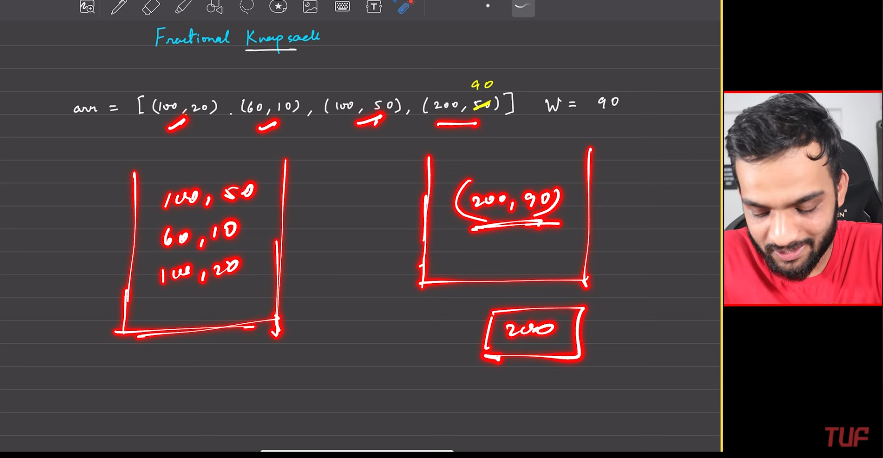 Fractional Knapsack
90
arr = [ (100, 20) . (60, 10) , (100, 50) , (200, 50) ] W = 90
100, 50
60, 10
100, 20
(200, 90)
200
TUF